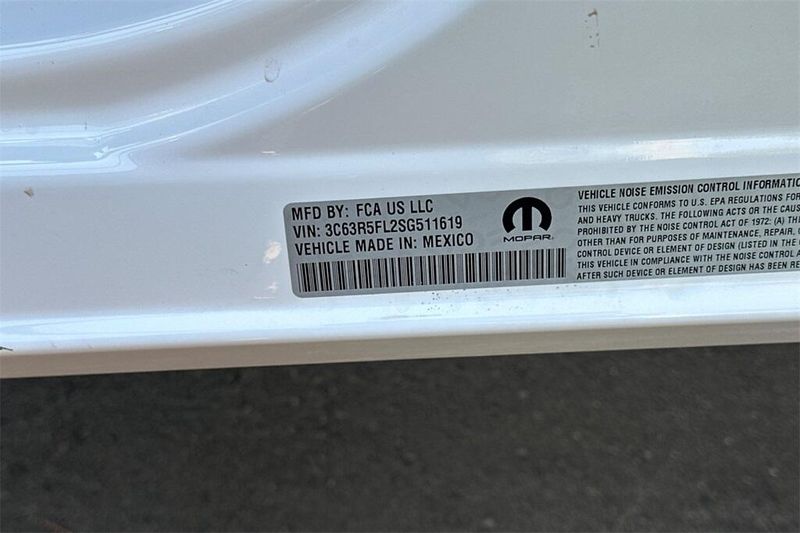 MFD BY: FCA US LLC
VIN: 3C63R5FL2SG511619
VEHICLE MADE IN: MEXICO
MOPAR
VEHICLE NOISE EMISSION CONTROL INFORMATIO
THIS VEHICLE CONFORMS TO U.S. EPA REGULATIONS FOR
AND HEAVY TRUCKS. THE FOLLOWING ACTS OR THE CAUS
PROHIBITED BY THE NOISE CONTROL ACT OF 1972: (A) TH
OTHER THAN FOR PURPOSES OF MAINTENANCE, REPAIR, O
CONTROL DEVICE OR ELEMENT OF DESIGN (LISTED IN THE O
THIS VEHICLE IN COMPLIANCE WITH THE NOISE CONTROL A
AFTER SUCH DEVICE OR ELEMENT OF DESIGN HAS BEEN RE